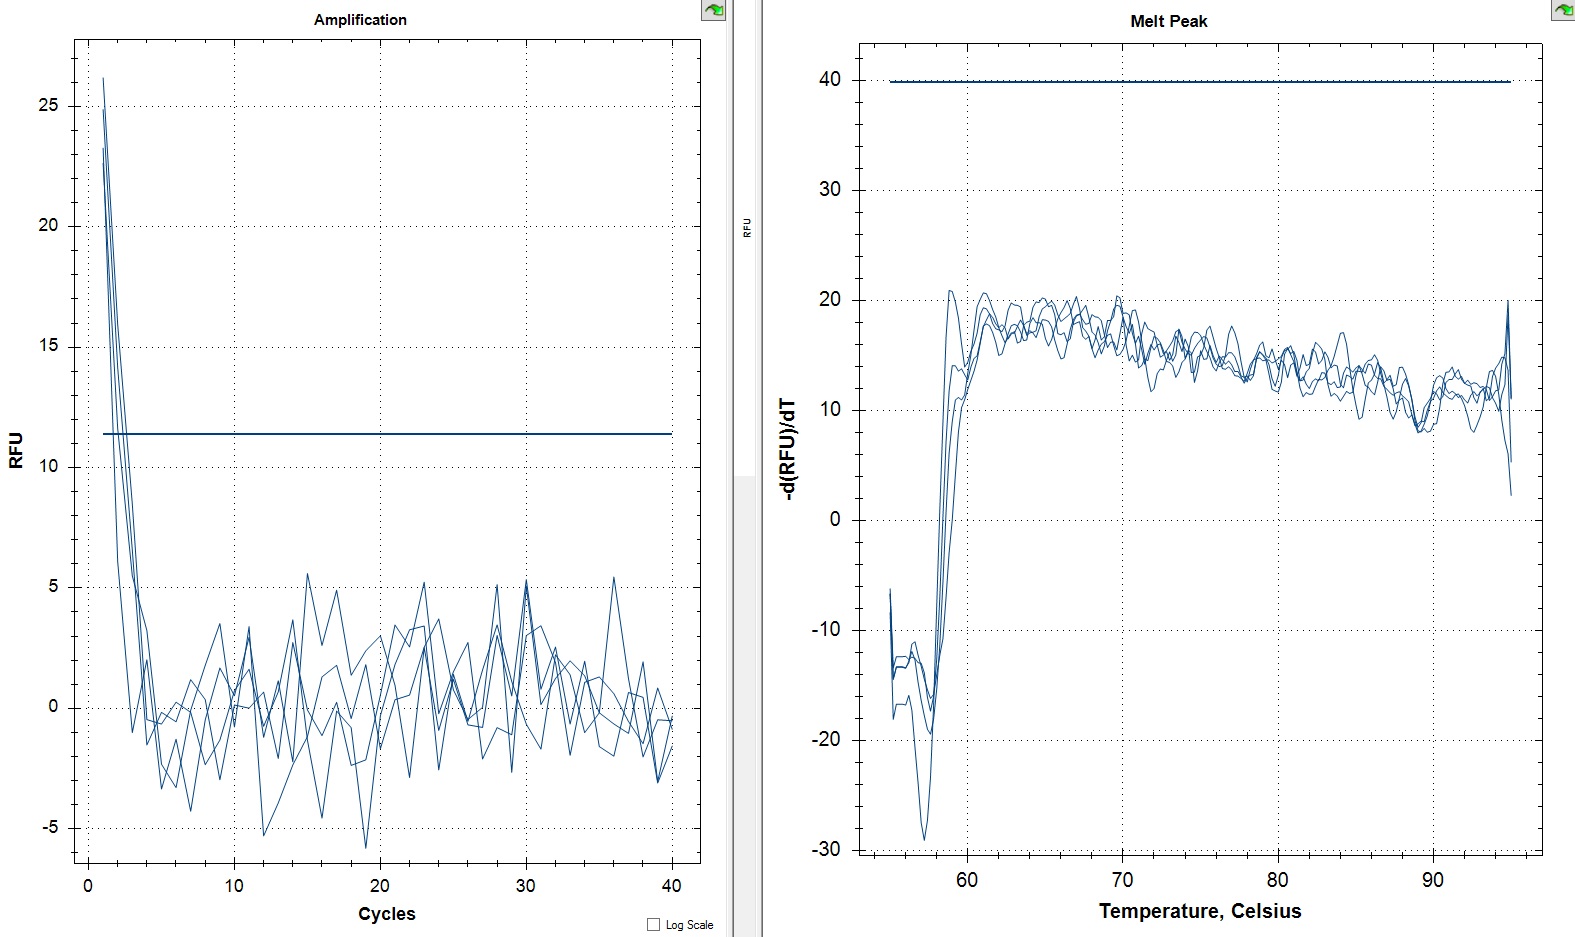 Amplification
25
20
15
10
5
0
-5
RFU
0 10 20 30 40
Cycles
Log Scale
RFU
Melt Peak
40
30
20
10
0
-10
-20
-30
-d(RFU)/dT
60 70 80 90
Temperature, Celsius